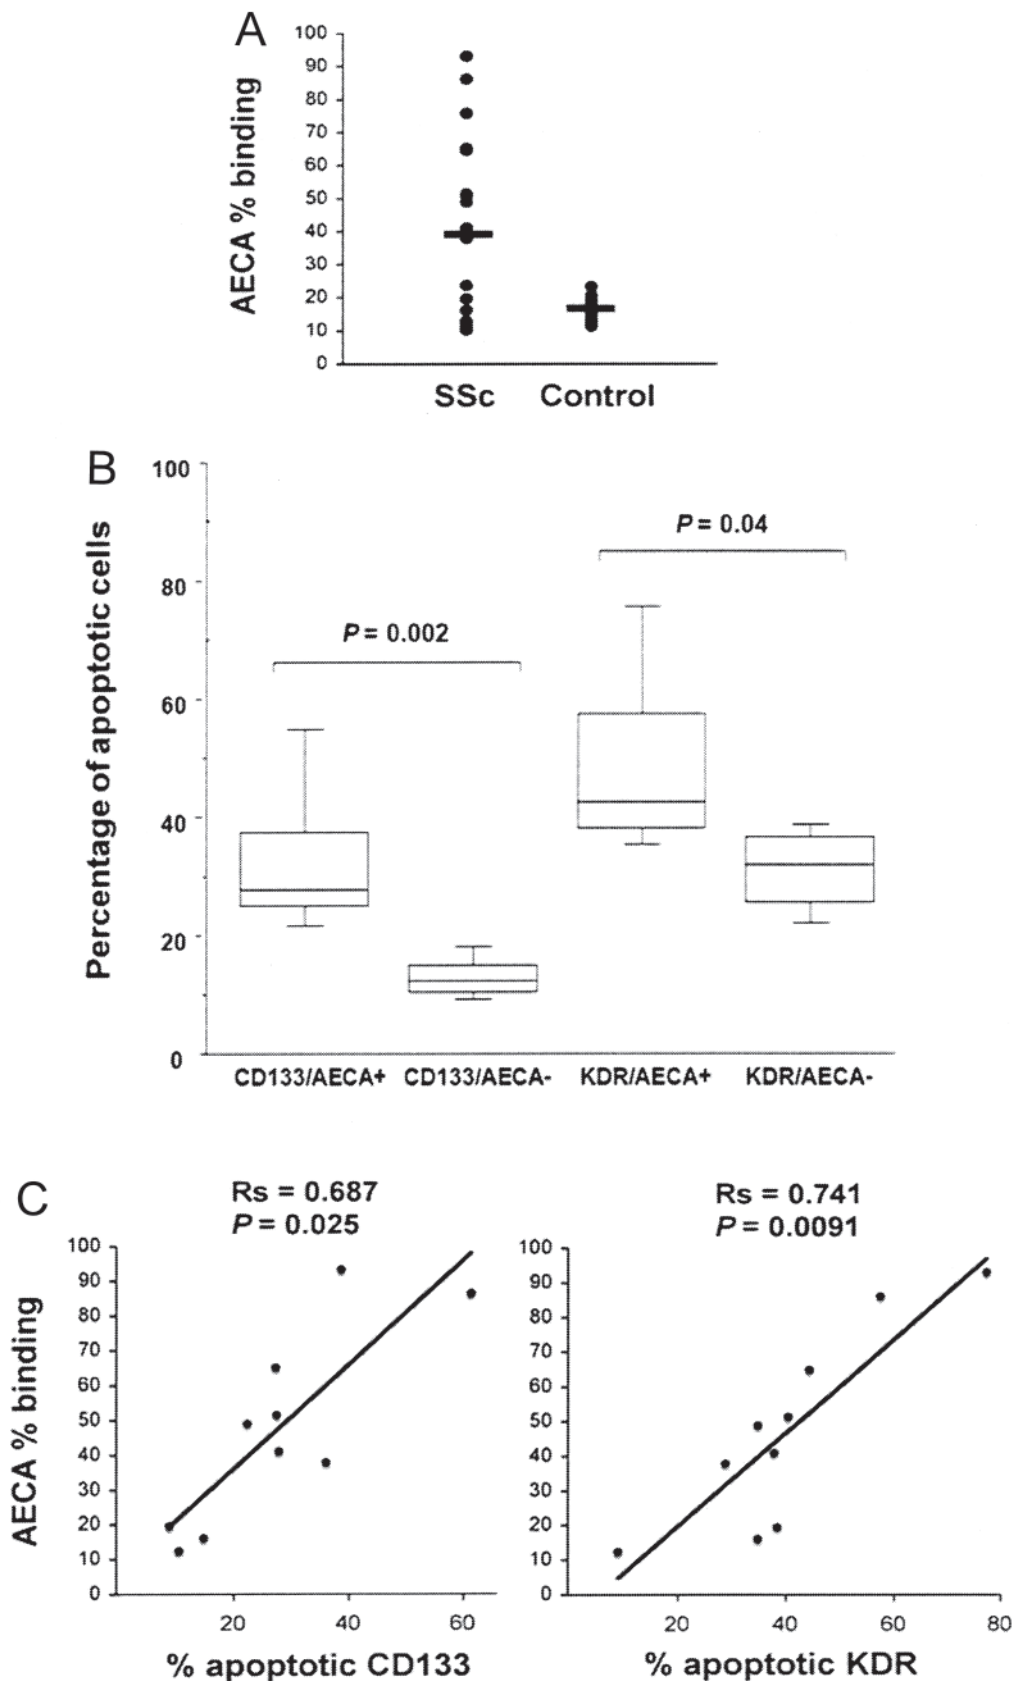 A
100
90
80
70
60
50
40
30
20
10
0
AECA % binding
SSc Control
B
100
80
60
40
20
0
Percentage of apoptotic cells
P = 0.002
P = 0.04
CD133/AECA+ CD133/AECA- KDR/AECA+ KDR/AECA-
C
Rs = 0.687
P = 0.025
100
90
80
70
60
50
40
30
20
10
0
AECA % binding
20 40 60
% apoptotic CD133
Rs = 0.741
P = 0.0091
100
90
80
70
60
50
40
30
20
10
0
20 40 60 80
% apoptotic KDR